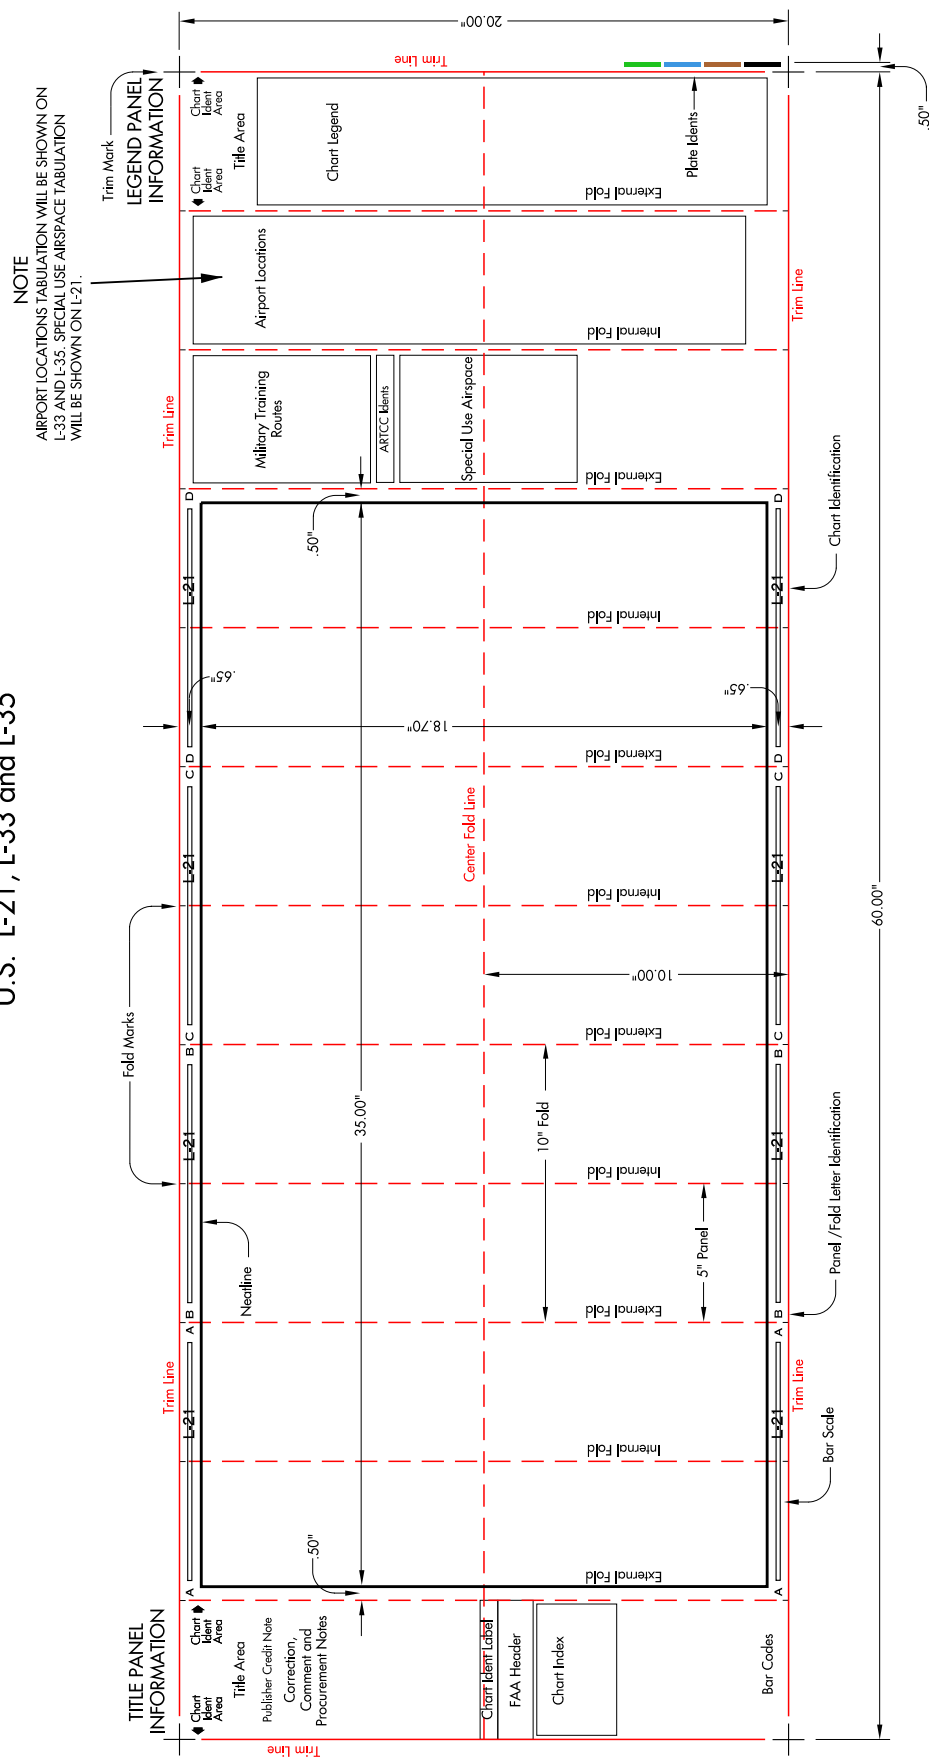 U.S. L-21, L-33 and L-35
NOTE
AIRPORT LOCATIONS TABULATION WILL BE SHOWN ON
L-33 AND L-35. SPECIAL USE AIRSPACE TABULATION
WILL BE SHOWN ON L-21.
TITLE PANEL
INFORMATION
Fold Marks
Trim Mark
LEGEND PANEL
INFORMATION
Trim Line
Trim Line
Chart
Ident
Area
Chart
Ident
Area
A
L-21
A
B
L-21
B
C
L-21
C
D
L-21
D
Chart
Ident
Area
Chart
Ident
Area
Title Area
Publisher Credit Note
Correction,
Comment and
Procurement Notes
.50"
Neatline
.65"
.50"
35.00"
Military Training
Routes
ARTCC Idents
Special Use Airspace
Airport Locations
Title Area
Chart Legend
Trim Line
Trim Line
20.00"
18.70"
Center Fold Line
Chart Ident Label
FAA Header
Chart Index
10" Fold
5" Panel
10.00"
External Fold
Internal Fold
External Fold
Internal Fold
External Fold
Internal Fold
External Fold
Internal Fold
External Fold
Internal Fold
External Fold
Plate Idents
.65"
Bar Codes
A
L-21
A
B
L-21
B
C
L-21
C
D
L-21
D
Trim Line
Trim Line
Bar Scale
Panel /Fold Letter Identification
Chart Identification
60.00"
.50"